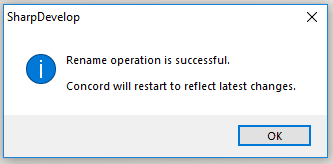 SharpDevelop
Rename operation is successful.
Concord will restart to reflect latest changes.
OK